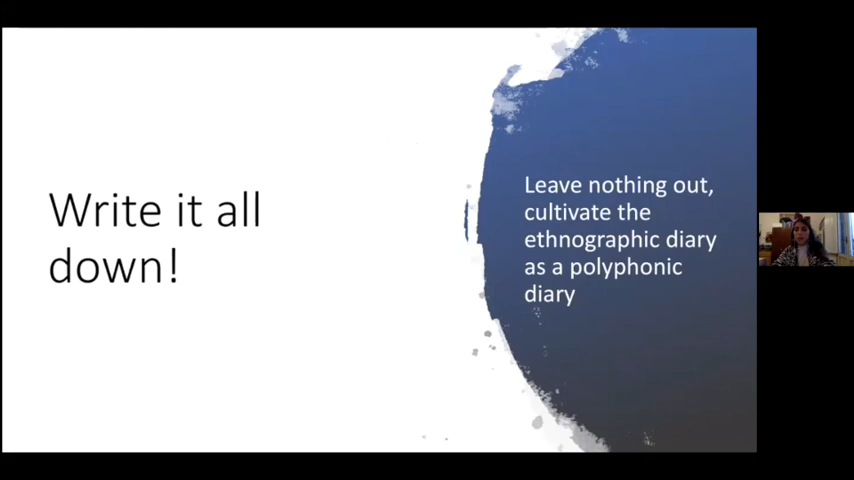 Write it all
down!
Leave nothing out,
cultivate the
ethnographic diary
as a polyphonic
diary